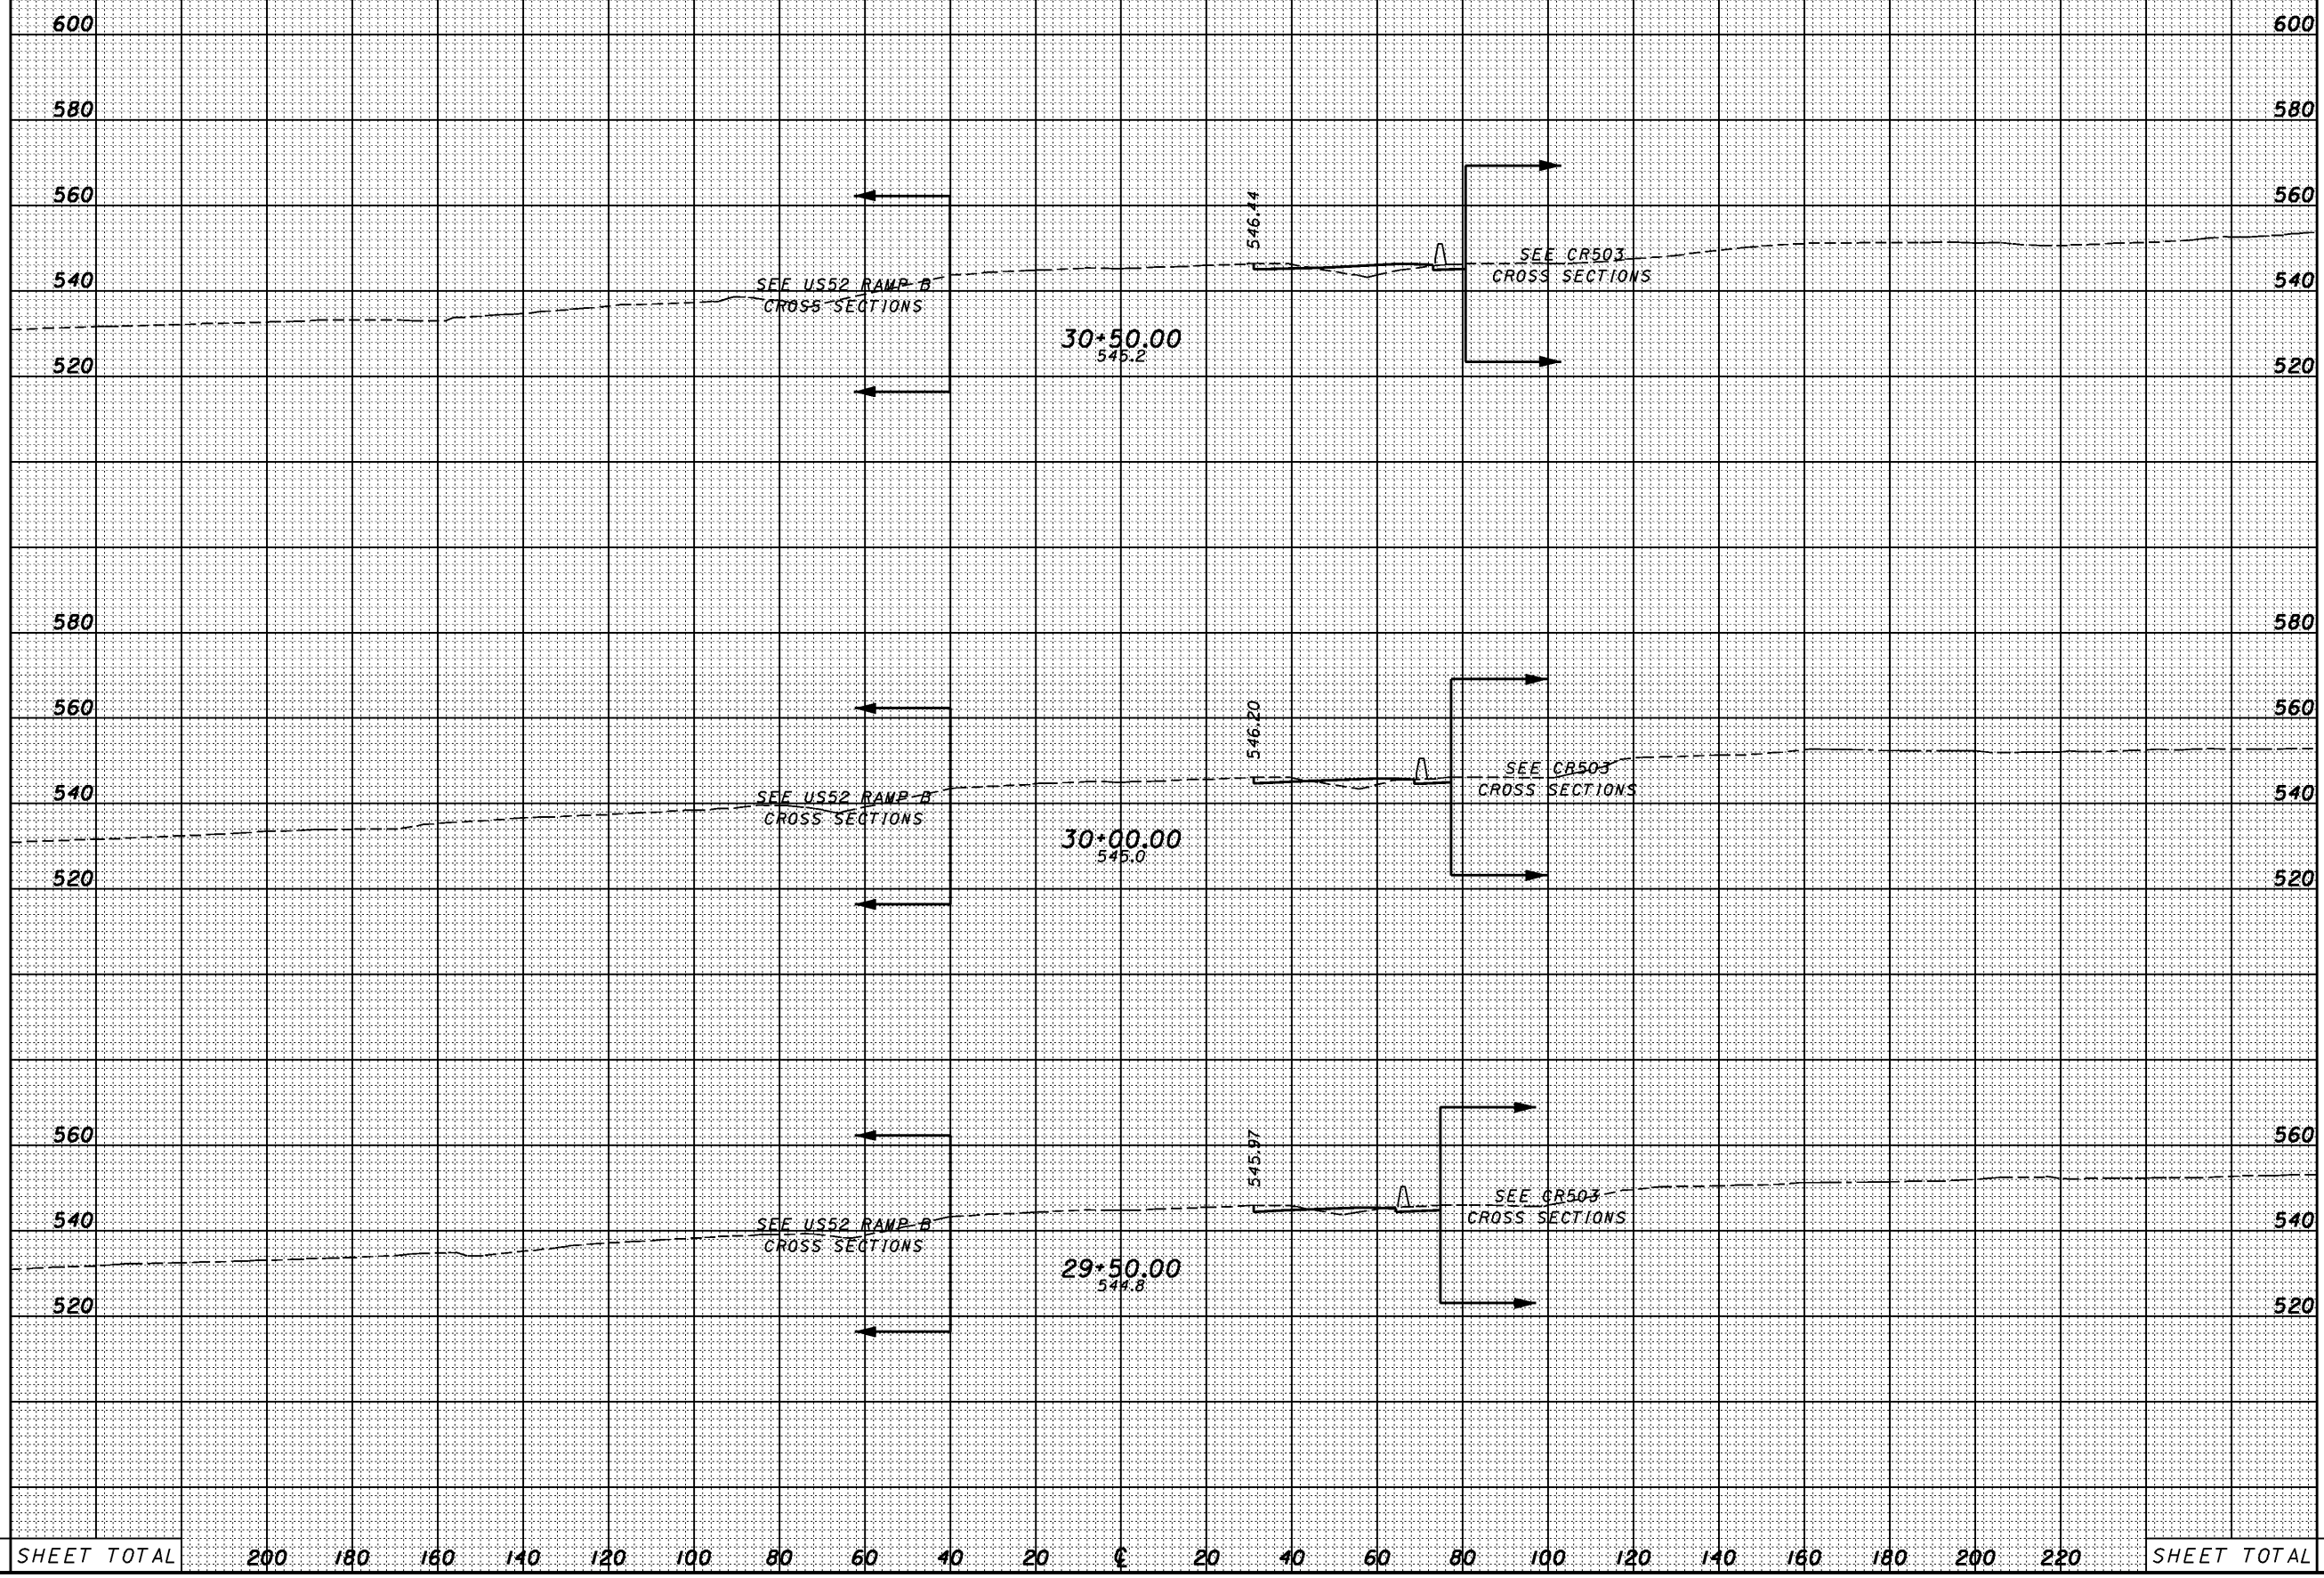 600 600
580 580
546.44
560 560
SEE CR503
CROSS SECTIONS
540 540
SEE US52 RAMP B
CROSS SECTIONS
30+50.00
545.2
520 520
580 580
546.20
560 560
SEE CR503
CROSS SECTIONS
540 540
SEE US52 RAMP B
CROSS SECTIONS
30+00.00
545.0
520 520
560 560
545.97
SEE CR503
CROSS SECTIONS
540 540
SEE US52 RAMP B
CROSS SECTIONS
29+50.00
544.8
520 520
SHEET TOTAL 200 180 160 140 120 100 80 60 40 20 ℄ 20 40 60 80 100 120 140 160 180 200 220 SHEET TOTAL